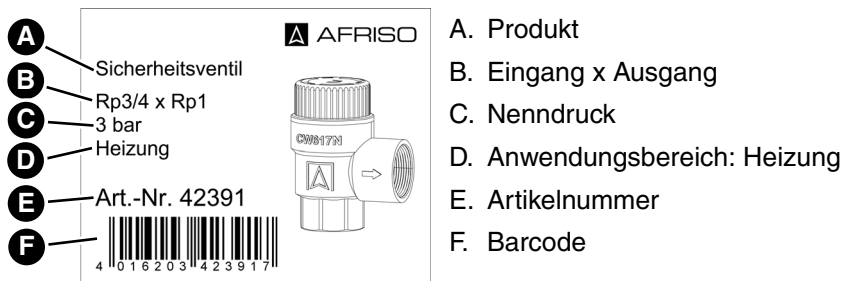 AFRISO
A
Sicherheitsventil
B
Rp3/4 x Rp1
C
3 bar
D
Heizung
CW617N
E
Art.-Nr. 42391
F
4 016203 423917
A. Produkt
B. Eingang x Ausgang
C. Nenndruck
D. Anwendungsbereich: Heizung
E. Artikelnummer
F. Barcode